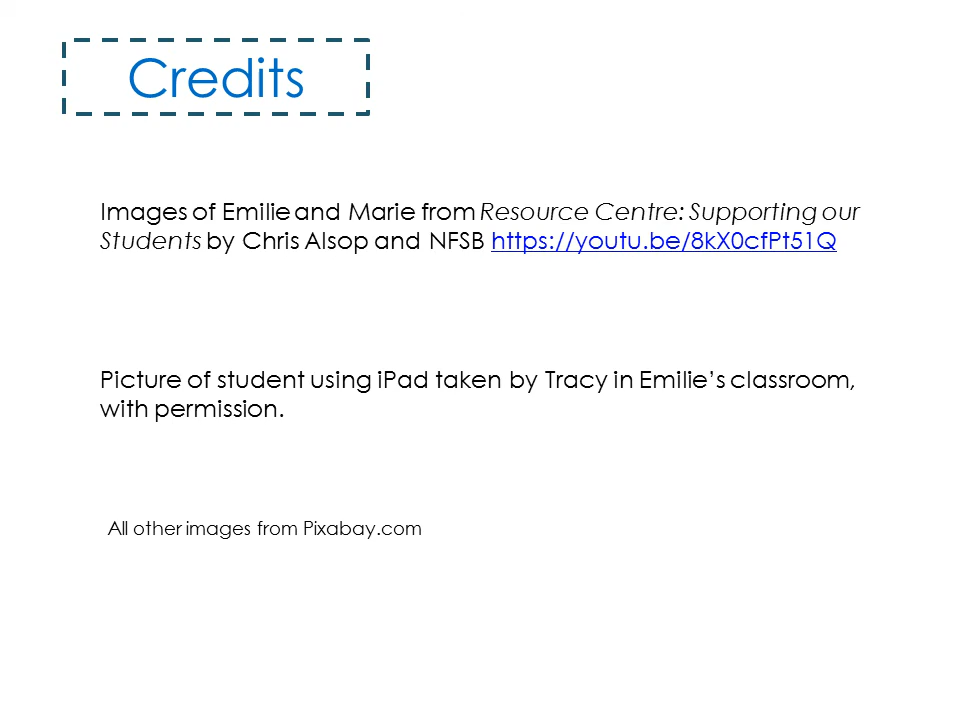 Credits
Images of Emilie and Marie from Resource Centre: Supporting our
Students by Chris Alsop and NFSB https://youtu.be/8kX0cfPt51Q
Picture of student using iPad taken by Tracy in Emilie’s classroom,
with permission.
All other images from Pixabay.com